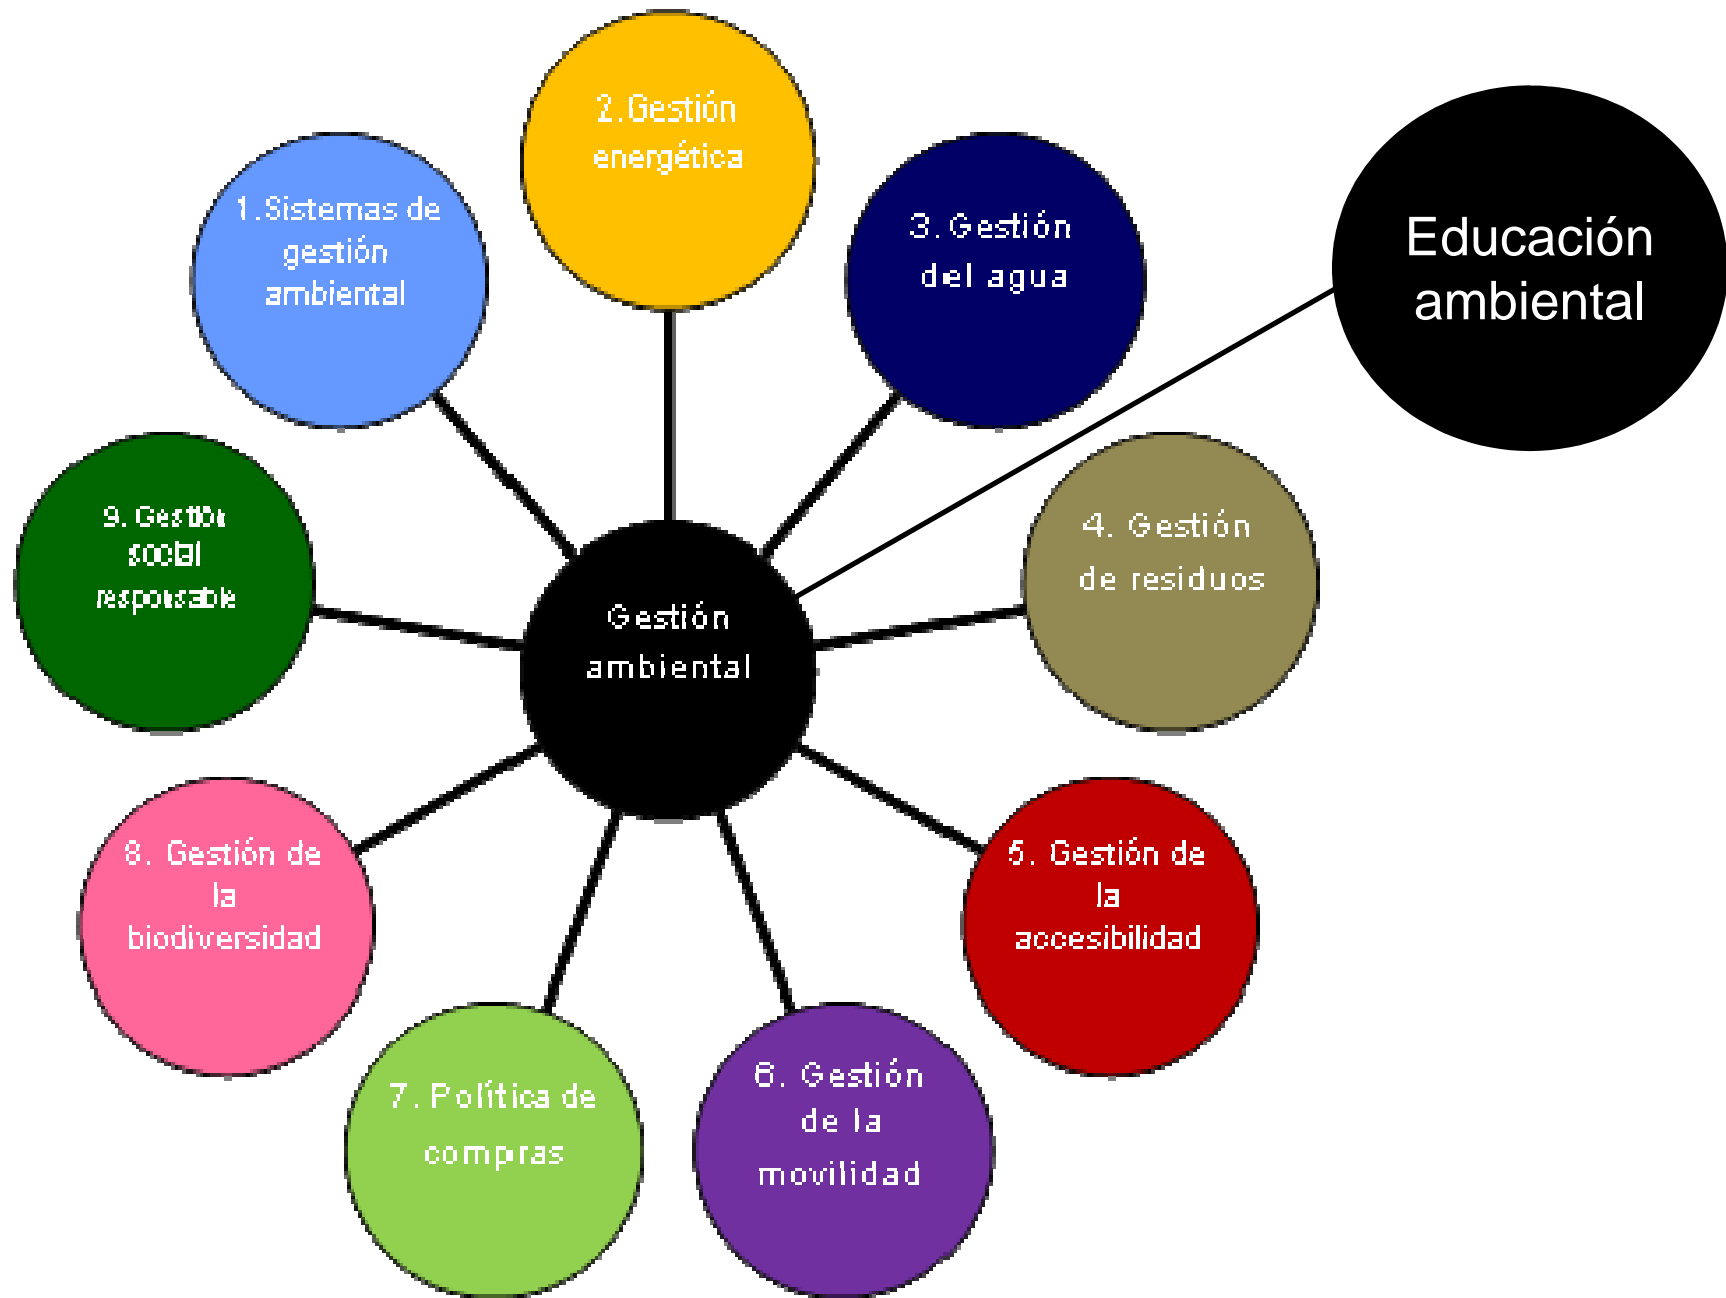 1.Sistemas de
gestión
ambiental
2.Gestión
energética
3. Gestión
del agua
4. Gestión
de residuos
5. Gestión de
la
accesibilidad
6. Gestión
de la
movilidad
7. Política de
compras
8. Gestión de
la
biodiversidad
9. Gestión
social
responsable
Gestión
ambiental
Educación
ambiental